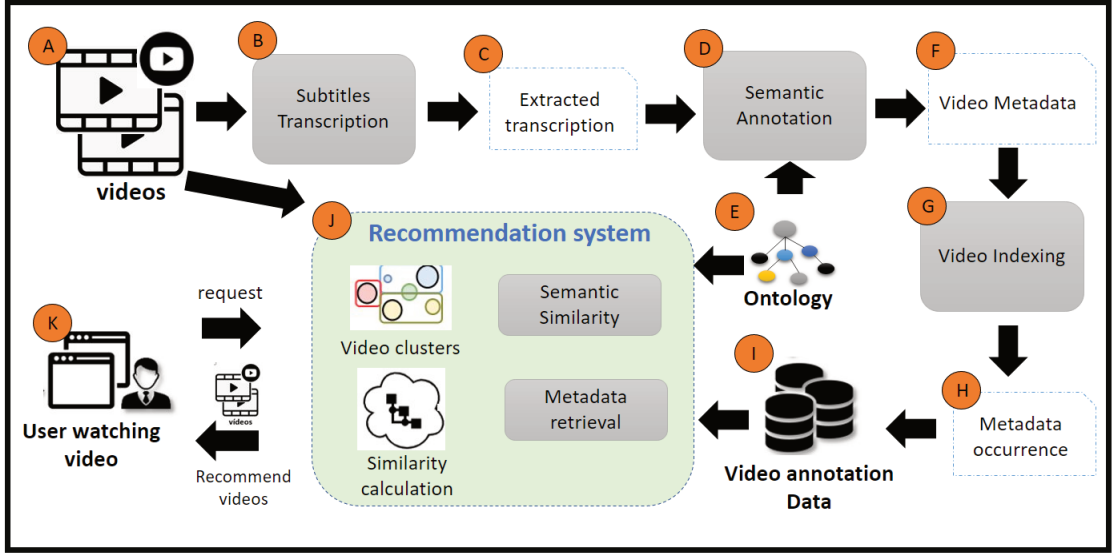 A
B
C
D
F
Subtitles
Transcription
Extracted
transcription
Semantic
Annotation
Video Metadata
videos
E
G
J
Recommendation system
Ontology
Video Indexing
request
K
Semantic
Similarity
Video clusters
I
H
videos
Metadata
retrieval
Metadata
occurrence
User watching
video
Recommend
videos
Similarity
calculation
Video annotation
Data